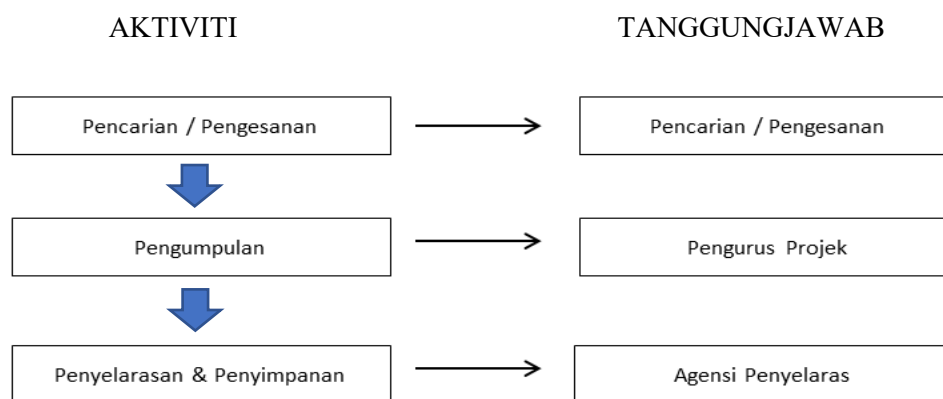 AKTIVITI TANGGUNGJAWAB
Pencarian / Pengesanan Pencarian / Pengesanan
Pengumpulan Pengurus Projek
Penyelarasan & Penyimpanan Agensi Penyelaras